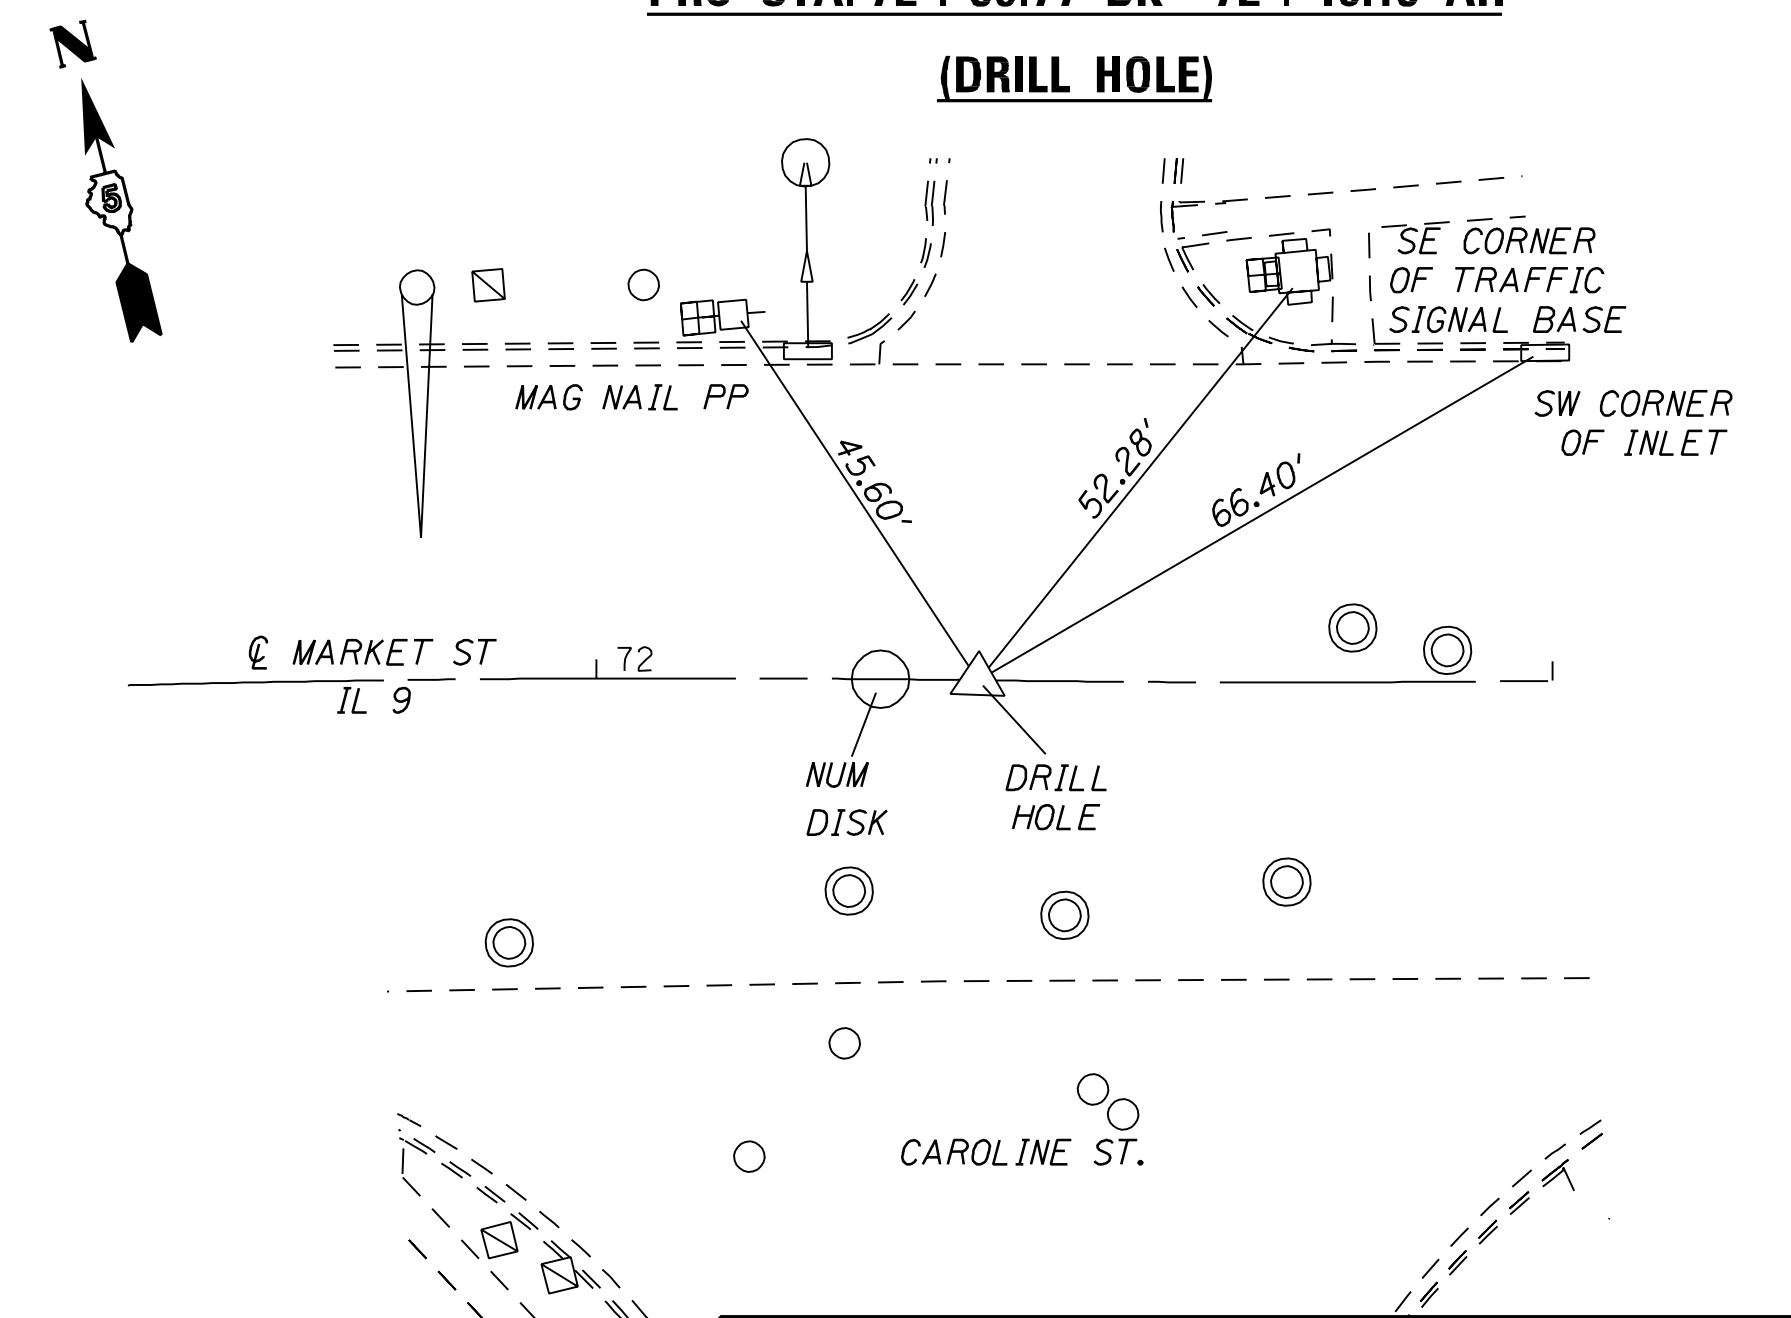 (DRILL HOLE)
N
5
SE CORNER
OF TRAFFIC
SIGNAL BASE
MAG NAIL PP
SW CORNER
OF INLET
45.60'
52.28'
66.40'
℄ MARKET ST
72
IL 9
NUM
DISK
DRILL
HOLE
CAROLINE ST.